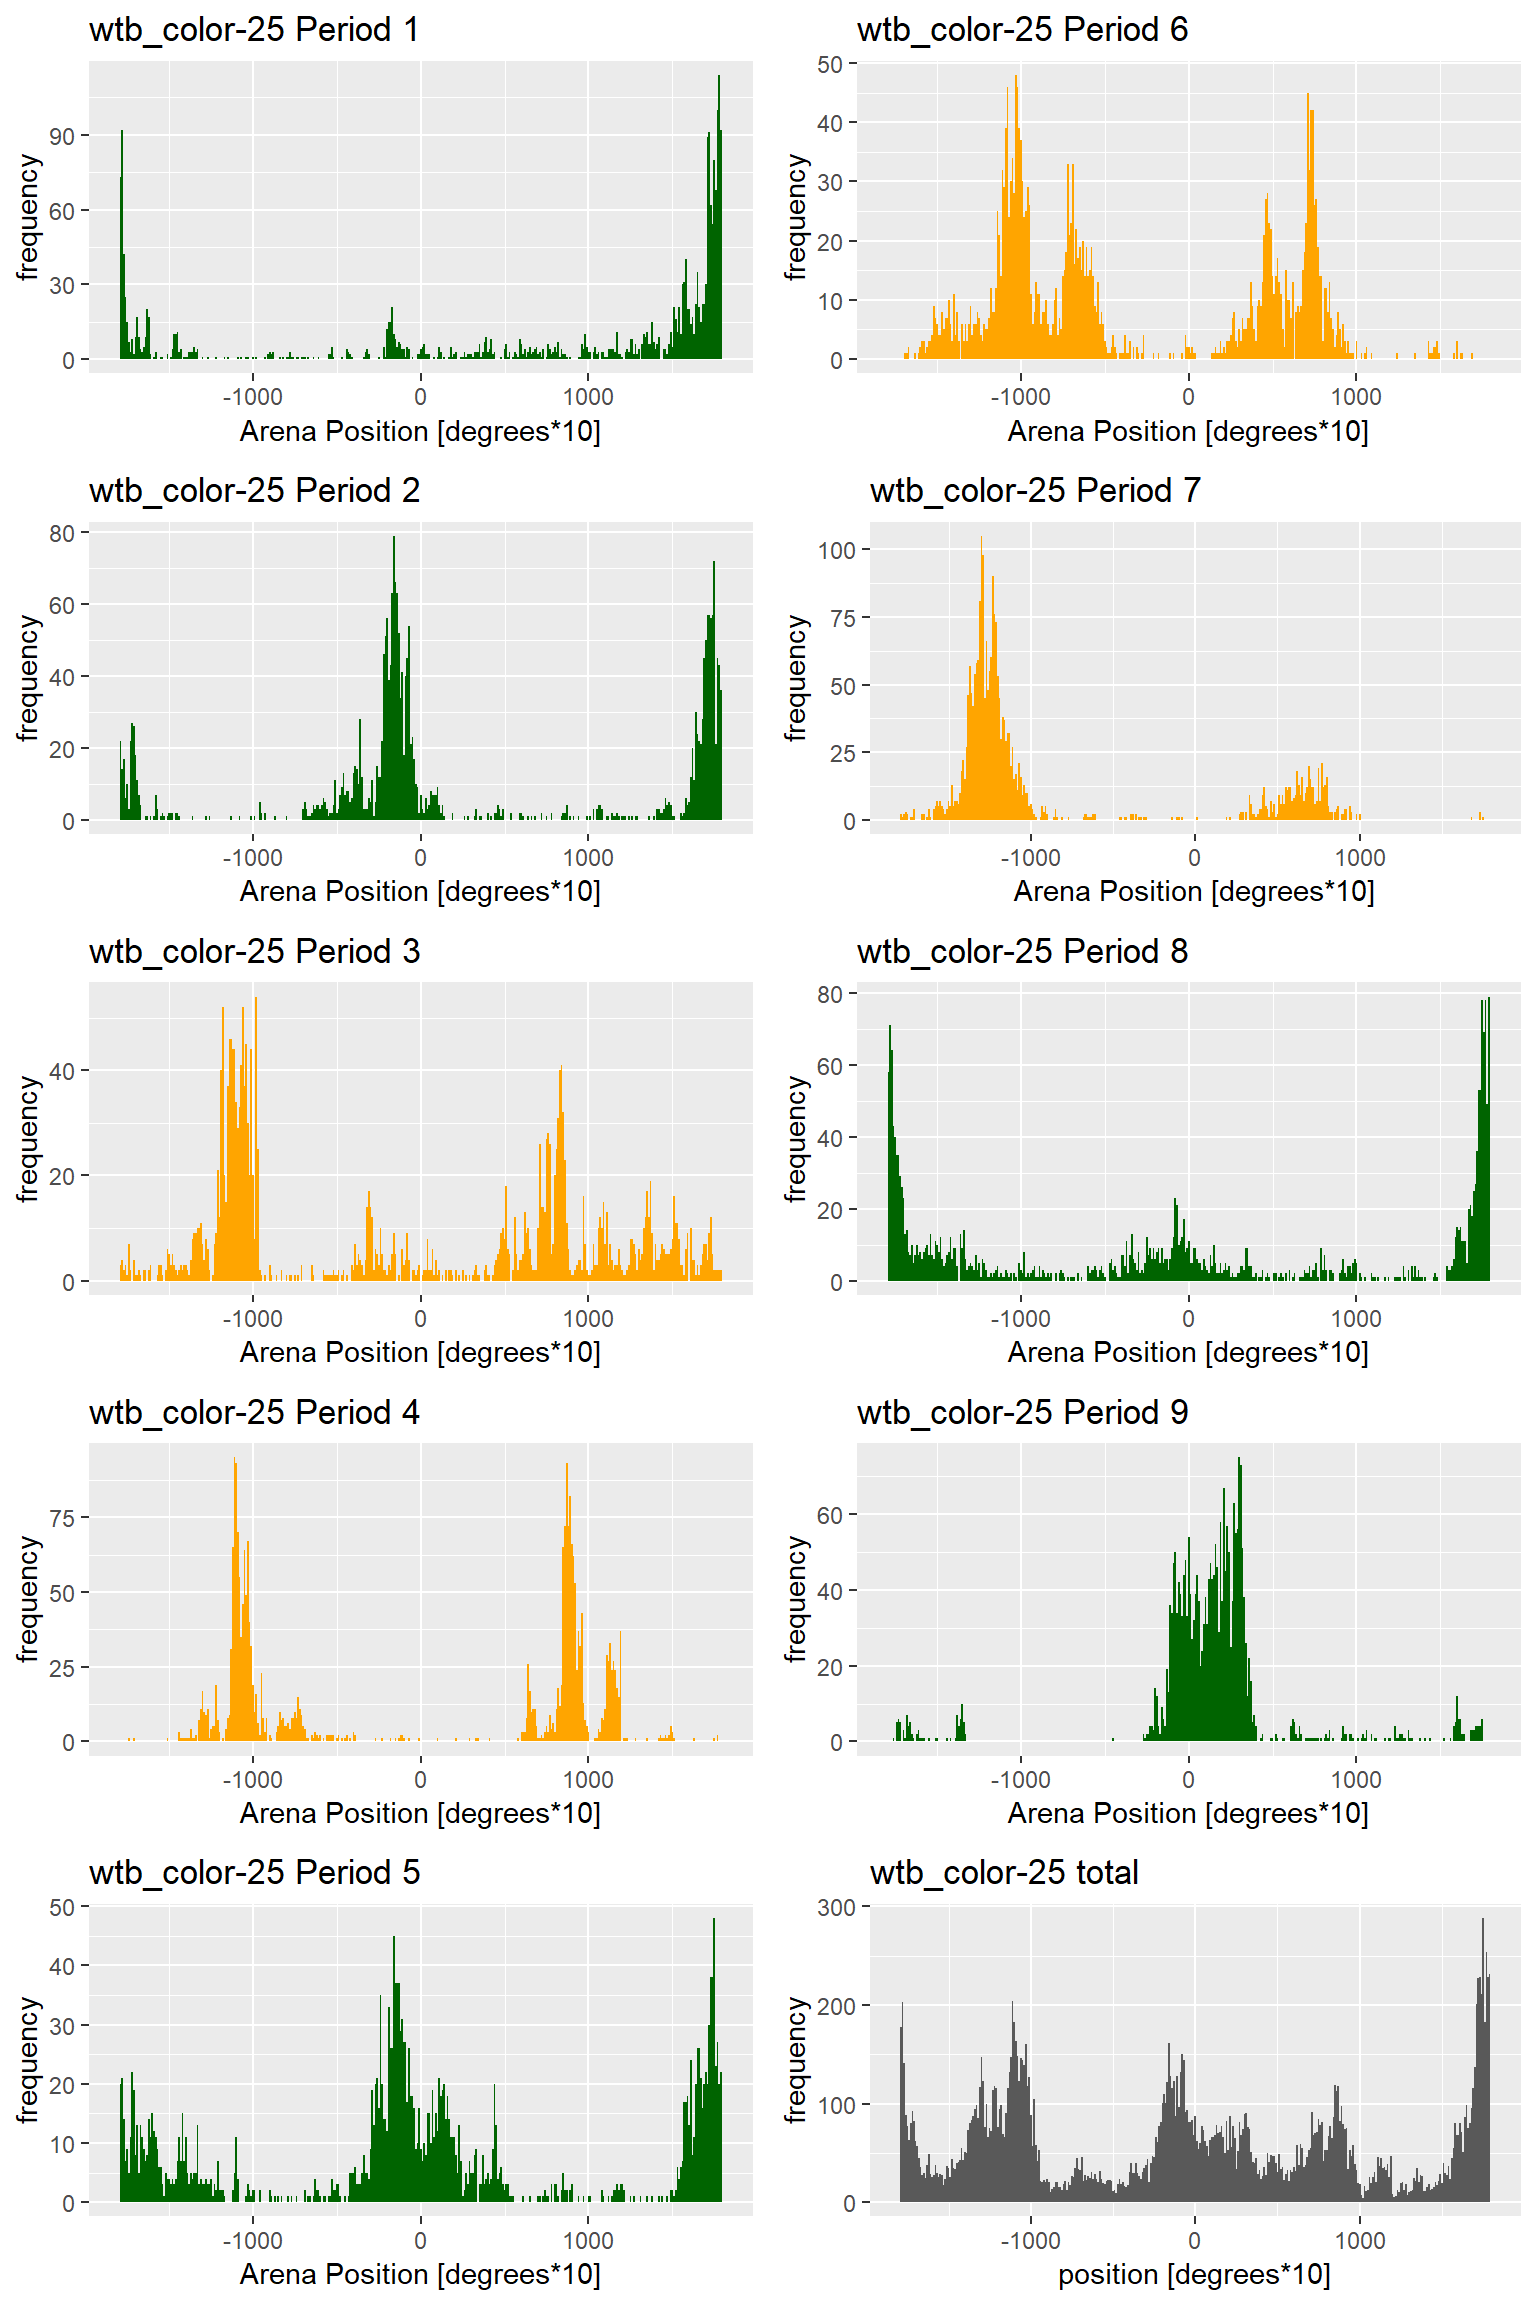 wtb_color-25 Period 1
frequency
90
60
30
0
-1000 0 1000
Arena Position [degrees*10]
wtb_color-25 Period 6
frequency
50
40
30
20
10
0
-1000 0 1000
Arena Position [degrees*10]
wtb_color-25 Period 2
frequency
80
60
40
20
0
-1000 0 1000
Arena Position [degrees*10]
wtb_color-25 Period 7
frequency
100
75
50
25
0
-1000 0 1000
Arena Position [degrees*10]
wtb_color-25 Period 3
frequency
40
20
0
-1000 0 1000
Arena Position [degrees*10]
wtb_color-25 Period 8
frequency
80
60
40
20
0
-1000 0 1000
Arena Position [degrees*10]
wtb_color-25 Period 4
frequency
75
50
25
0
-1000 0 1000
Arena Position [degrees*10]
wtb_color-25 Period 9
frequency
60
40
20
0
-1000 0 1000
Arena Position [degrees*10]
wtb_color-25 Period 5
frequency
50
40
30
20
10
0
-1000 0 1000
Arena Position [degrees*10]
wtb_color-25 total
frequency
300
200
100
0
-1000 0 1000
position [degrees*10]